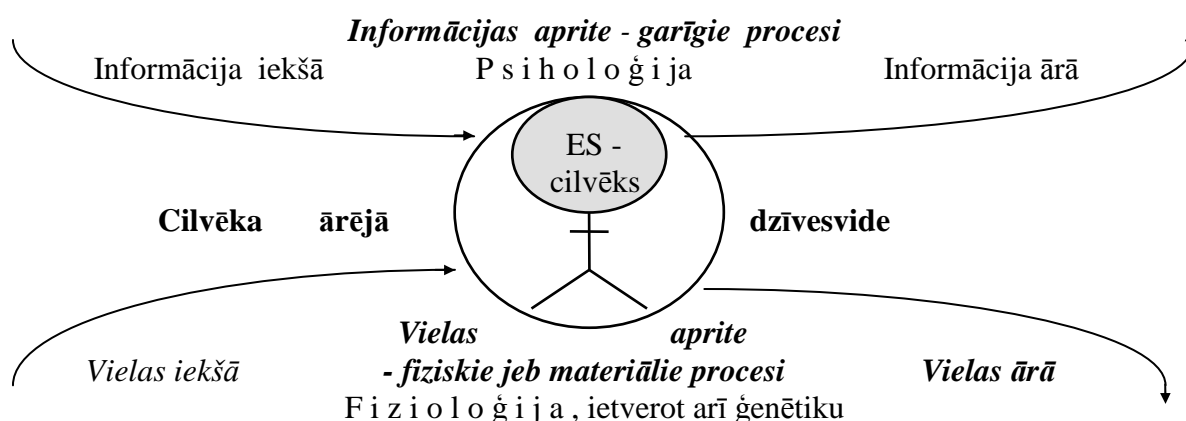 Informācijas aprite - garīgie procesi
Informācija iekšā P s i h o l o ģ i j a Informācija ārā
ES -
cilvēks
Cilvēka ārējā dzīvesvide
Vielas aprite
Vielas iekšā - fiziskie jeb materiālie procesi Vielas ārā
F i z i o l o ģ i j a , ietverot arī ģenētiku